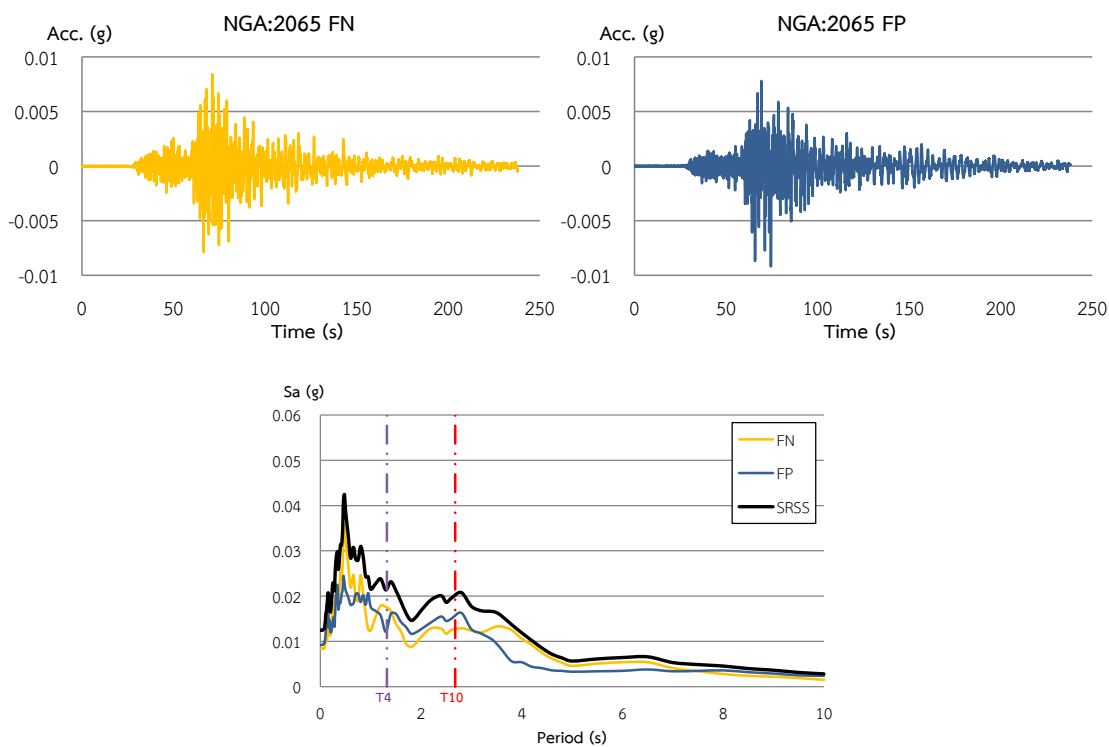 NGA:2065 FN
Acc. (g)
0.01
0.005
0
-0.005
-0.01
0 50 100 150 200 250
Time (s)
NGA:2065 FP
Acc. (g)
0.01
0.005
0
-0.005
-0.01
0 50 100 150 200 250
Time (s)
Sa (g)
0.06
0.05
0.04
0.03
0.02
0.01
0
FN
FP
SRSS
T4 T10
0 2 4 6 8 10
Period (s)